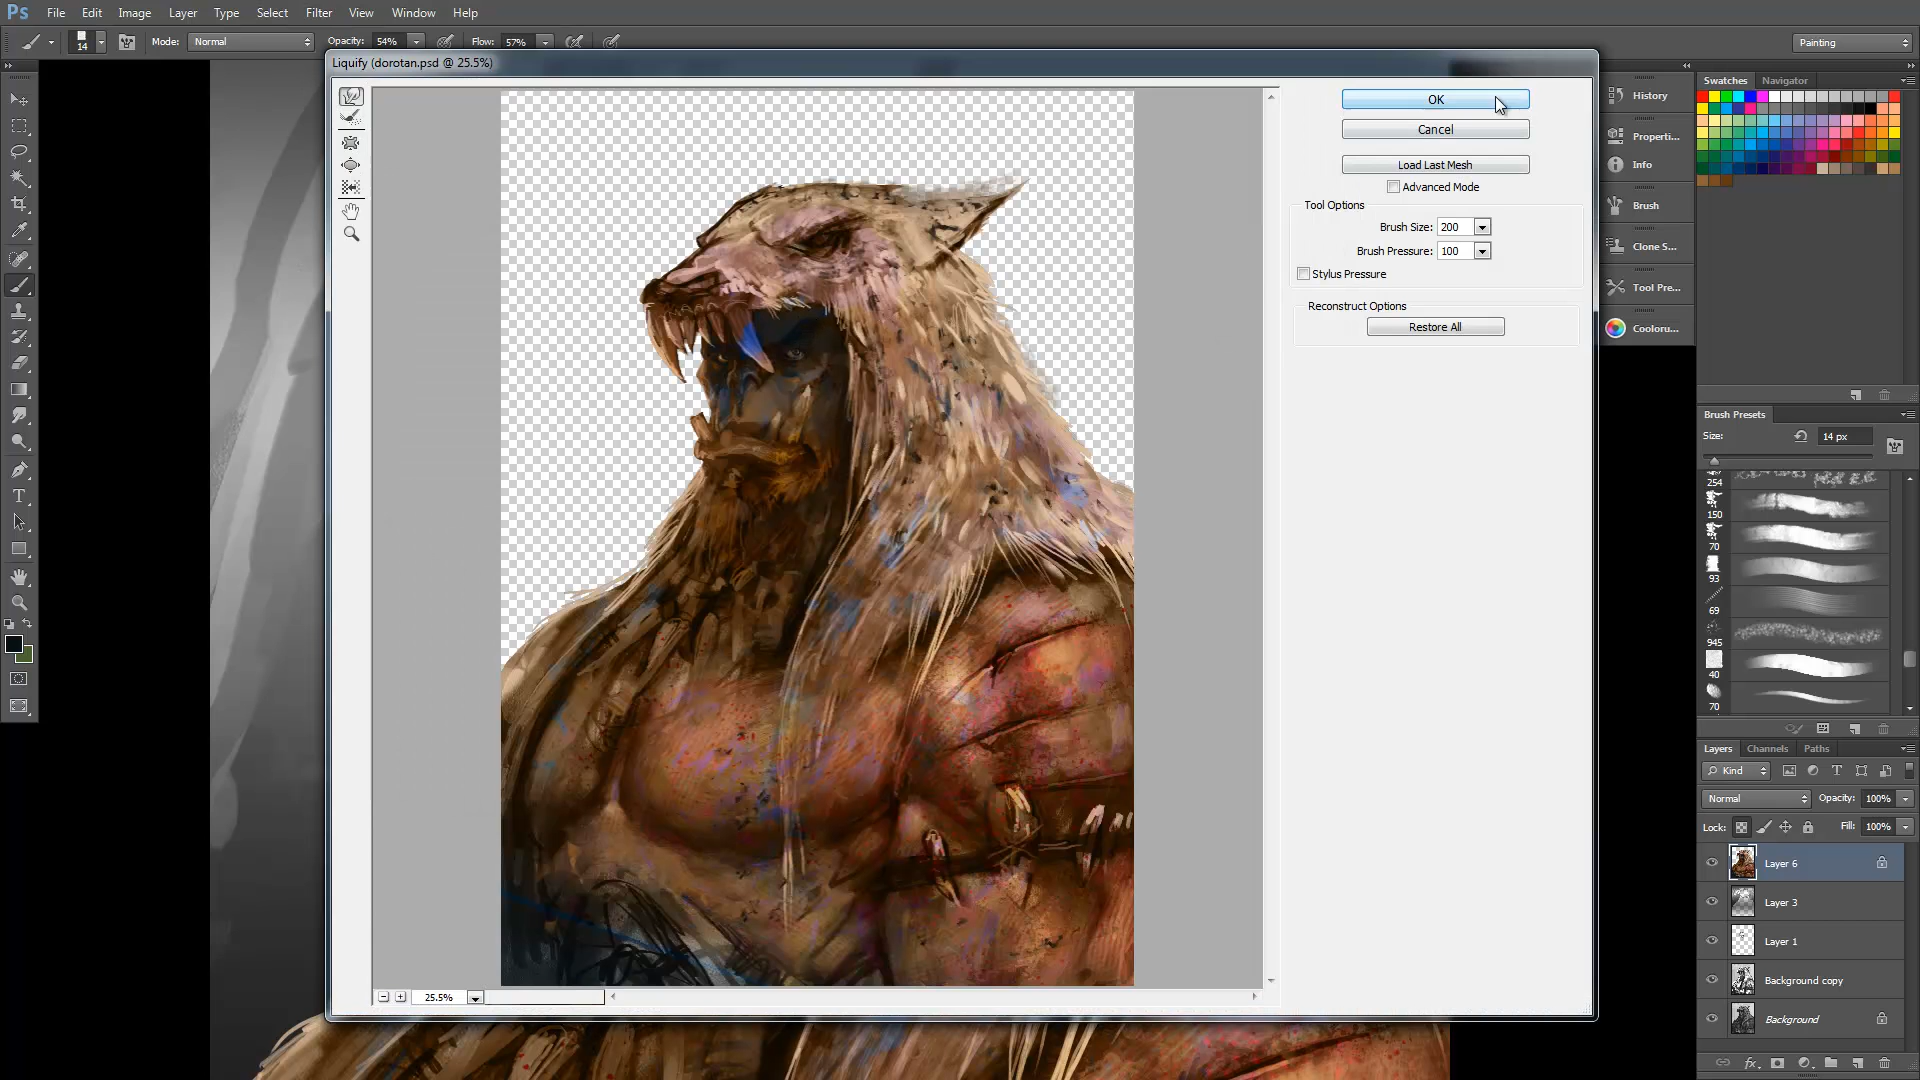 Ps File Edit Image Layer Type Select Filter View Window Help
14 Mode: Normal Opacity: 54% Flow: 57% Painting
Liquify (dorotan.psd @ 25.5%)
OK
Cancel
Load Last Mesh
Advanced Mode
Tool Options
Brush Size: 200
Brush Pressure: 100
Stylus Pressure
Reconstruct Options
Restore All
25.5%
History
Properti...
Info
Brush
Clone S...
Tool Pre...
Cooloru...
Swatches Navigator
Brush Presets
Size: 14 px
254
150
70
93
69
945
40
70
Layers Channels Paths
Kind
Normal Opacity: 100%
Lock: Fill: 100%
Layer 6
Layer 3
Layer 1
Background copy
Background